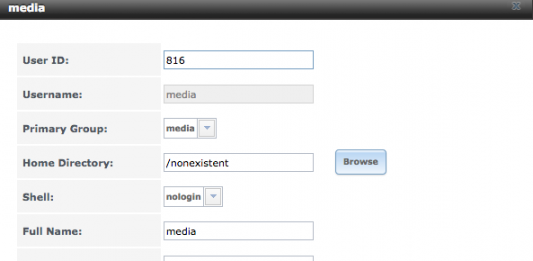 media
User ID: 816
Username: media
Primary Group: media
Home Directory: /nonexistent Browse
Shell: nologin
Full Name: media